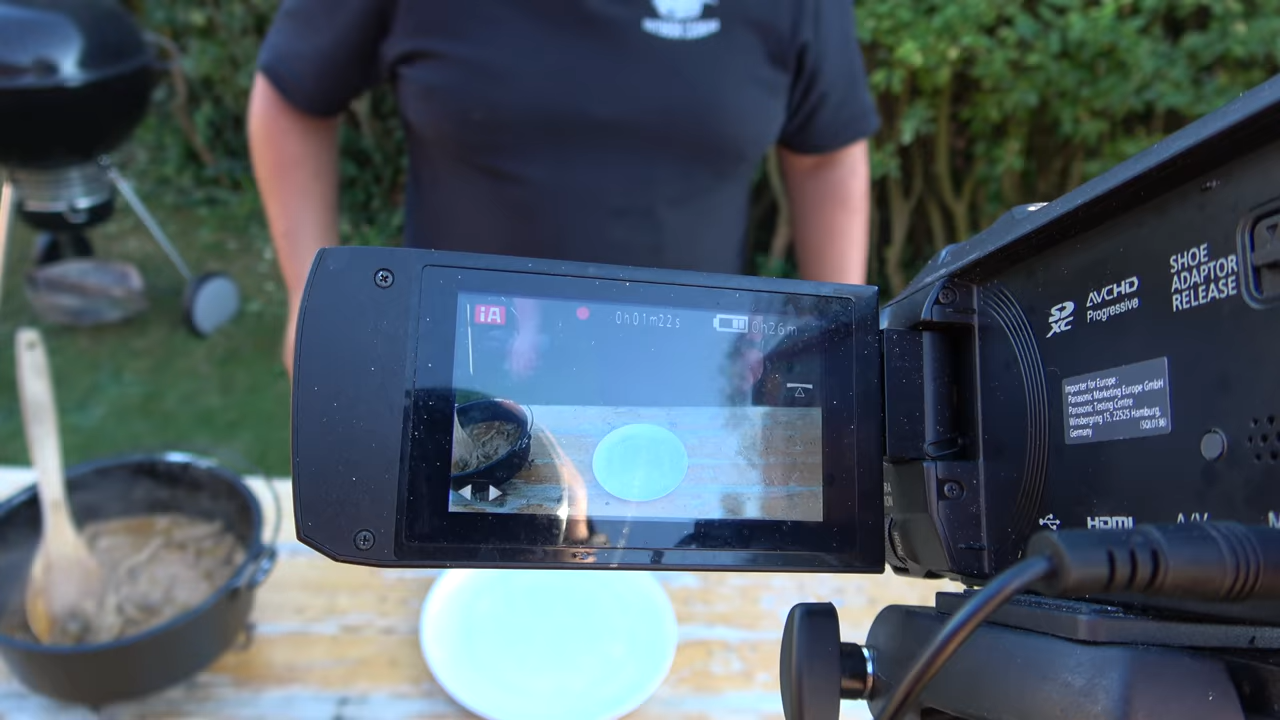 iA
0h01m22s
0h26m
SD
XC
AVCHD
Progressive
SHOE
ADAPTOR
RELEASE
Importer for Europe :
Panasonic Marketing Europe GmbH
Panasonic Testing Centre
Winsbergring 15, 22525 Hamburg,
Germany
(SQL0136)
HDMI
A/V